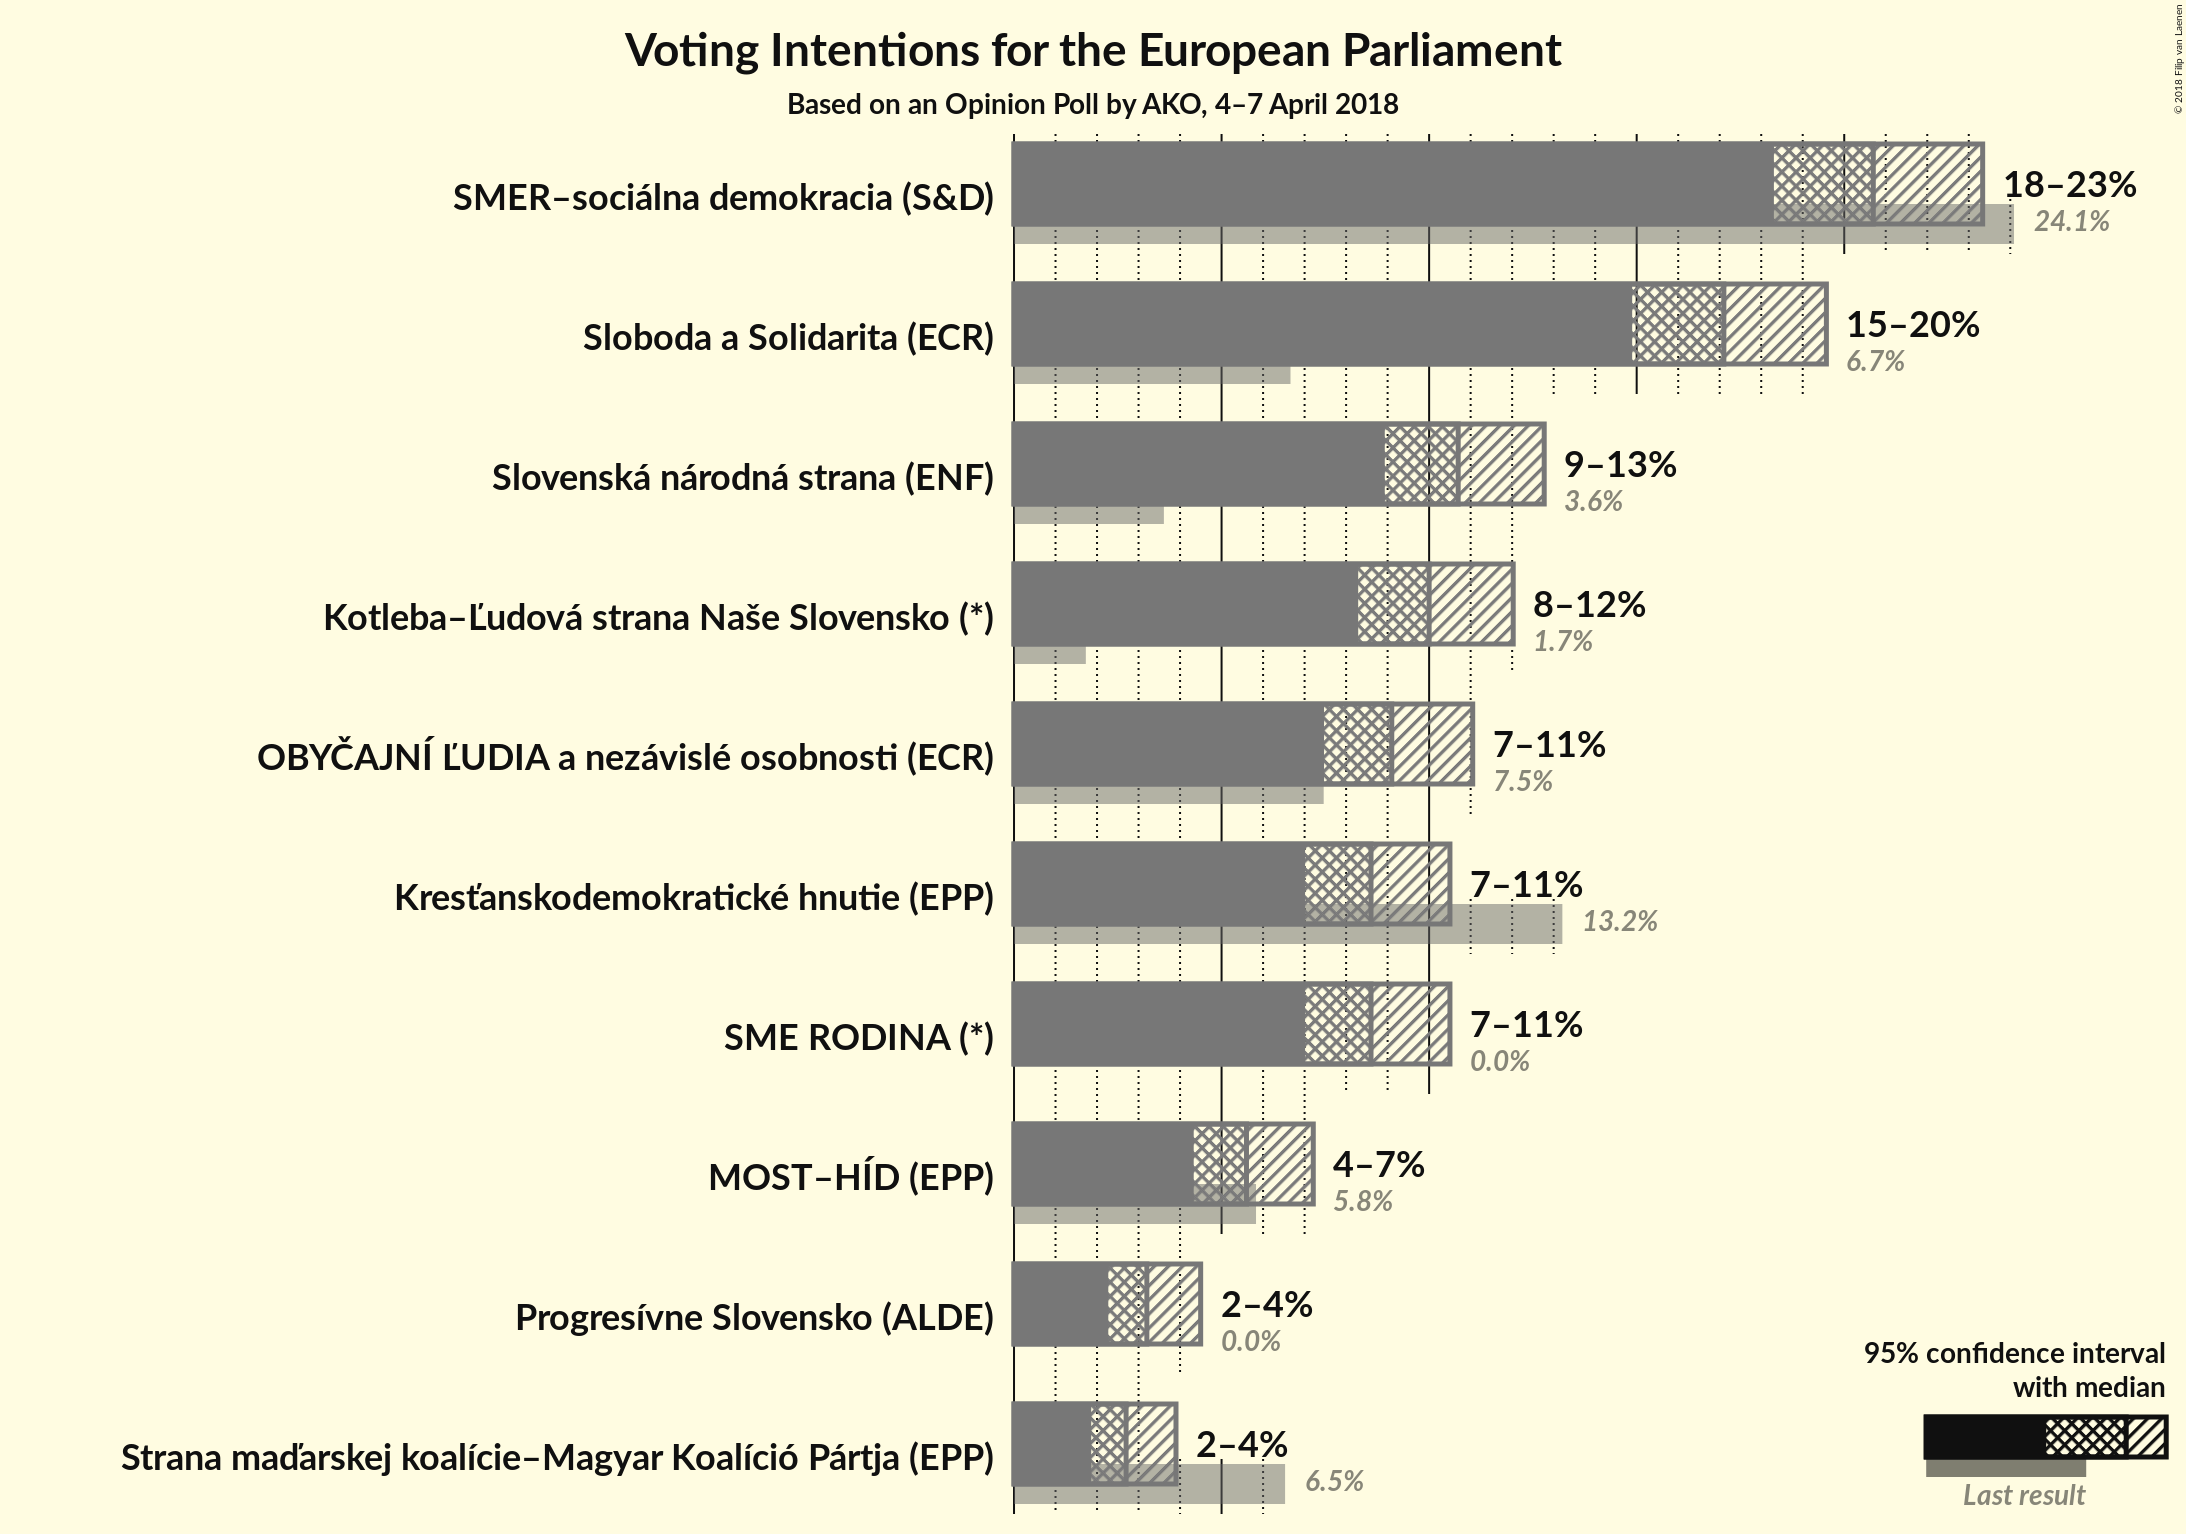 Voting Intentions for the European Parliament
Based on an Opinion Poll by AKO, 4–7 April 2018
© 2018 Filip van Laenen
SMER–sociálna demokracia (S&D)
18–23%
24.1%
Sloboda a Solidarita (ECR)
15–20%
6.7%
Slovenská národná strana (ENF)
9–13%
3.6%
Kotleba–Ľudová strana Naše Slovensko (*)
8–12%
1.7%
OBYČAJNÍ ĽUDIA a nezávislé osobnosti (ECR)
7–11%
7.5%
Kresťanskodemokratické hnutie (EPP)
7–11%
13.2%
SME RODINA (*)
7–11%
0.0%
MOST–HÍD (EPP)
4–7%
5.8%
Progresívne Slovensko (ALDE)
2–4%
0.0%
Strana maďarskej koalície–Magyar Koalíció Pártja (EPP)
2–4%
6.5%
95% confidence interval
with median
Last result